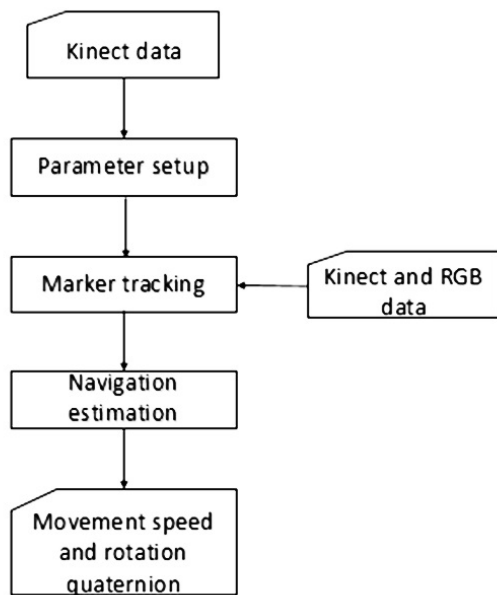 Kinect data
Parameter setup
Marker tracking
Kinect and RGB
data
Navigation
estimation
Movement speed
and rotation
quaternion